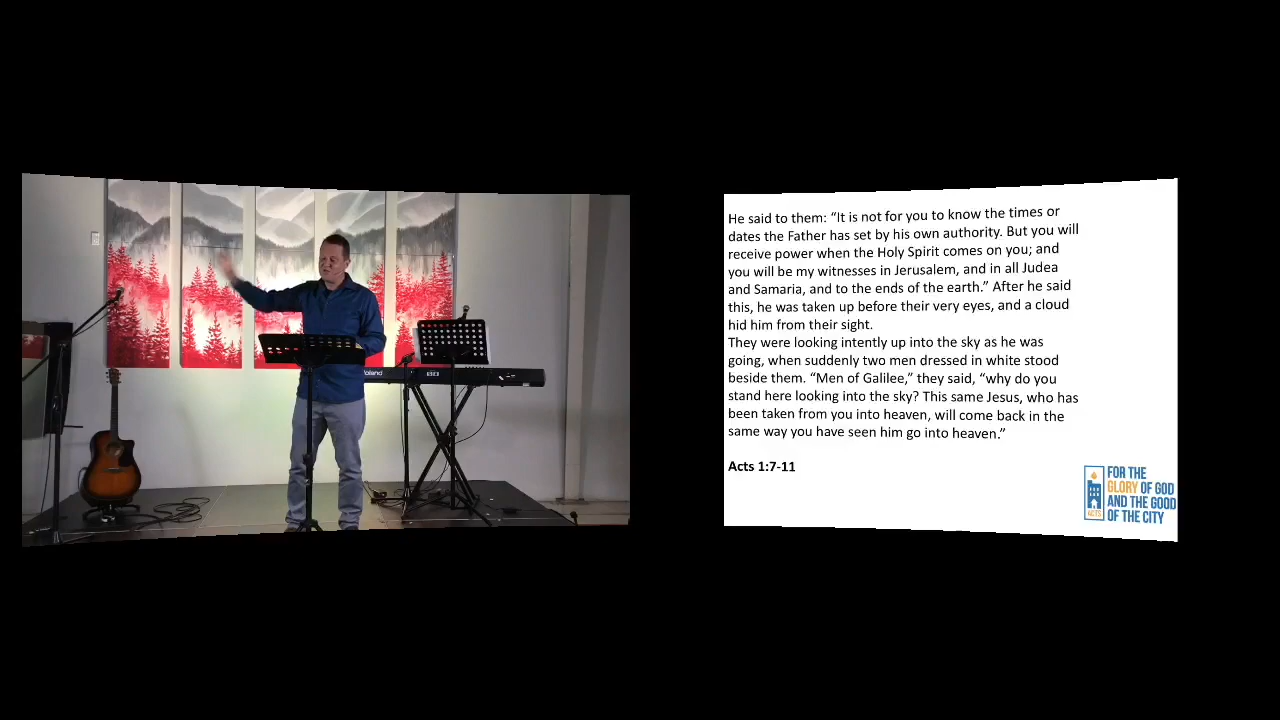 Roland
He said to them: “It is not for you to know the times or
dates the Father has set by his own authority. But you will
receive power when the Holy Spirit comes on you; and
you will be my witnesses in Jerusalem, and in all Judea
and Samaria, and to the ends of the earth.” After he said
this, he was taken up before their very eyes, and a cloud
hid him from their sight.
They were looking intently up into the sky as he was
going, when suddenly two men dressed in white stood
beside them. “Men of Galilee,” they said, “why do you
stand here looking into the sky? This same Jesus, who has
been taken from you into heaven, will come back in the
same way you have seen him go into heaven.”
Acts 1:7-11
ACTS
FOR THE
GLORY OF GOD
AND THE GOOD
OF THE CITY